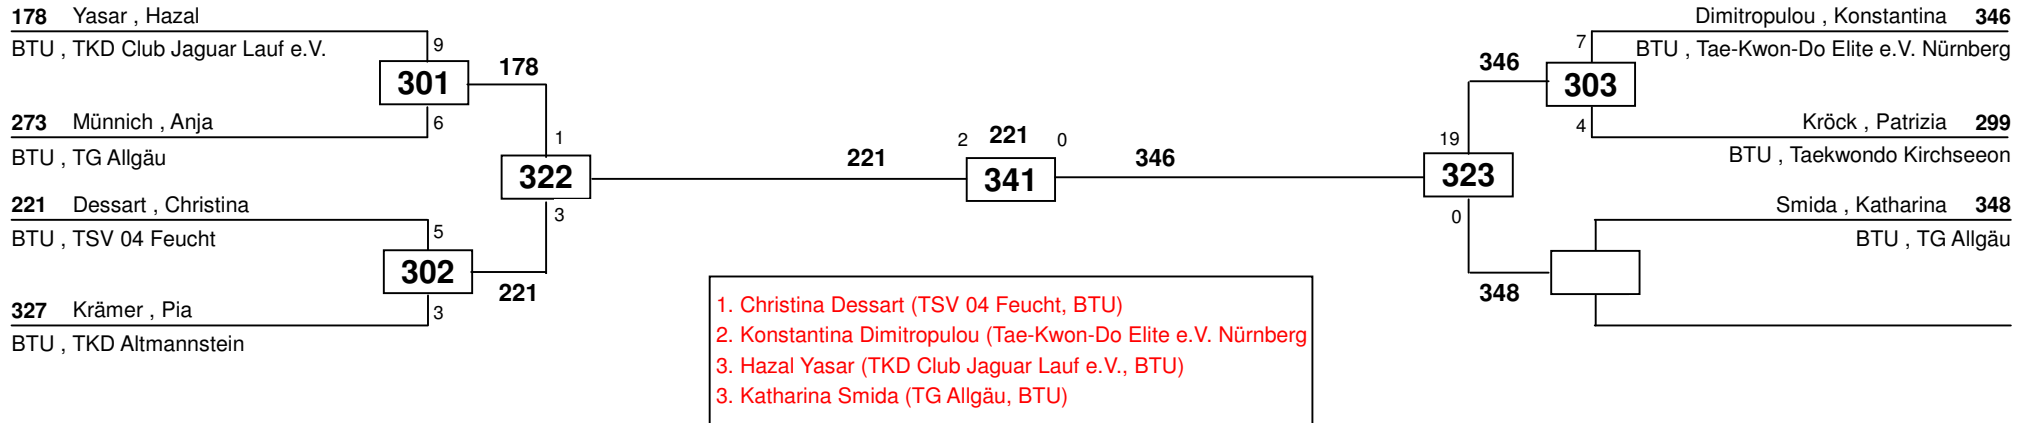 178 Yasar , Hazal
BTU , TKD Club Jaguar Lauf e.V.
9
301
178
6
273 Münnich , Anja
BTU , TG Allgäu
1
322
221
3
221 Dessart , Christina
BTU , TSV 04 Feucht
5
302
221
3
327 Krämer , Pia
BTU , TKD Altmannstein
2 221 0
341
346
Dimitropulou , Konstantina 346
BTU , Tae-Kwon-Do Elite e.V. Nürnberg
7
346
303
4
Kröck , Patrizia 299
BTU , Taekwondo Kirchseeon
19
323
0
Smida , Katharina 348
BTU , TG Allgäu
348
1. Christina Dessart (TSV 04 Feucht, BTU)
2. Konstantina Dimitropulou (Tae-Kwon-Do Elite e.V. Nürnberg
3. Hazal Yasar (TKD Club Jaguar Lauf e.V., BTU)
3. Katharina Smida (TG Allgäu, BTU)